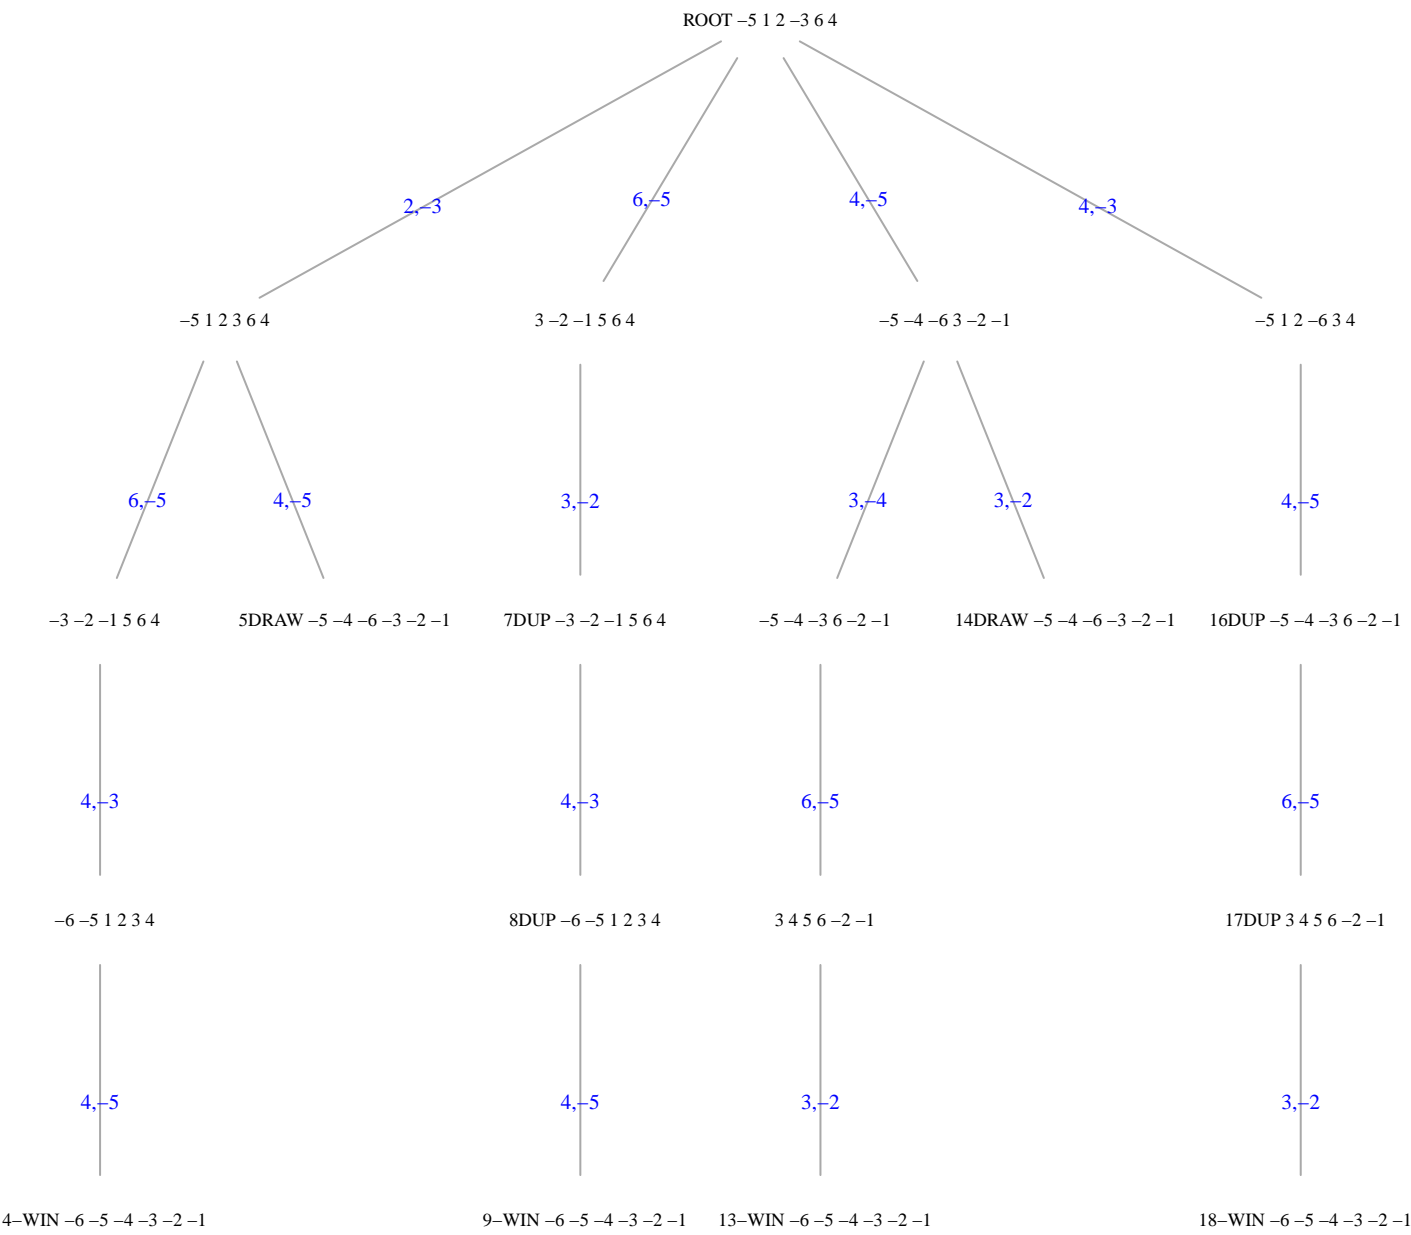 ROOT –5 1 2 –3 6 4
2,–3
6,–5
4,–5
4,–3
–5 1 2 3 6 4
3 –2 –1 5 6 4
–5 –4 –6 3 –2 –1
–5 1 2 –6 3 4
6,–5
4,–5
3,–2
3,–4
3,–2
4,–5
–3 –2 –1 5 6 4
5DRAW –5 –4 –6 –3 –2 –1
7DUP –3 –2 –1 5 6 4
–5 –4 –3 6 –2 –1
14DRAW –5 –4 –6 –3 –2 –1
16DUP –5 –4 –3 6 –2 –1
4,–3
4,–3
6,–5
6,–5
–6 –5 1 2 3 4
8DUP –6 –5 1 2 3 4
3 4 5 6 –2 –1
17DUP 3 4 5 6 –2 –1
4,–5
4,–5
3,–2
3,–2
4–WIN –6 –5 –4 –3 –2 –1
9–WIN –6 –5 –4 –3 –2 –1
13–WIN –6 –5 –4 –3 –2 –1
18–WIN –6 –5 –4 –3 –2 –1